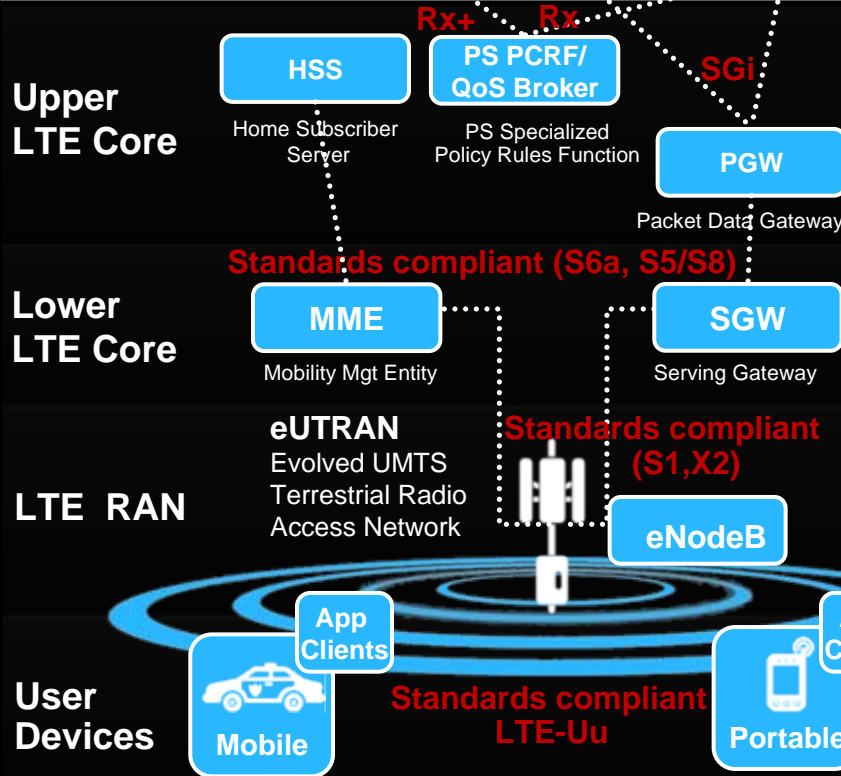 Rx+
Rx
HSS
PS PCRF/
QoS Broker
SGi
Upper
LTE Core
Home Subscriber
Server
PS Specialized
Policy Rules Function
PGW
Packet Data Gateway
Standards compliant (S6a, S5/S8)
Lower
LTE Core
MME
SGW
Mobility Mgt Entity
Serving Gateway
eUTRAN
Evolved UMTS
Terrestrial Radio
Access Network
Standards compliant
(S1,X2)
LTE RAN
eNodeB
App
Clients
User
Devices
Mobile
Standards compliant
LTE-Uu
Portable